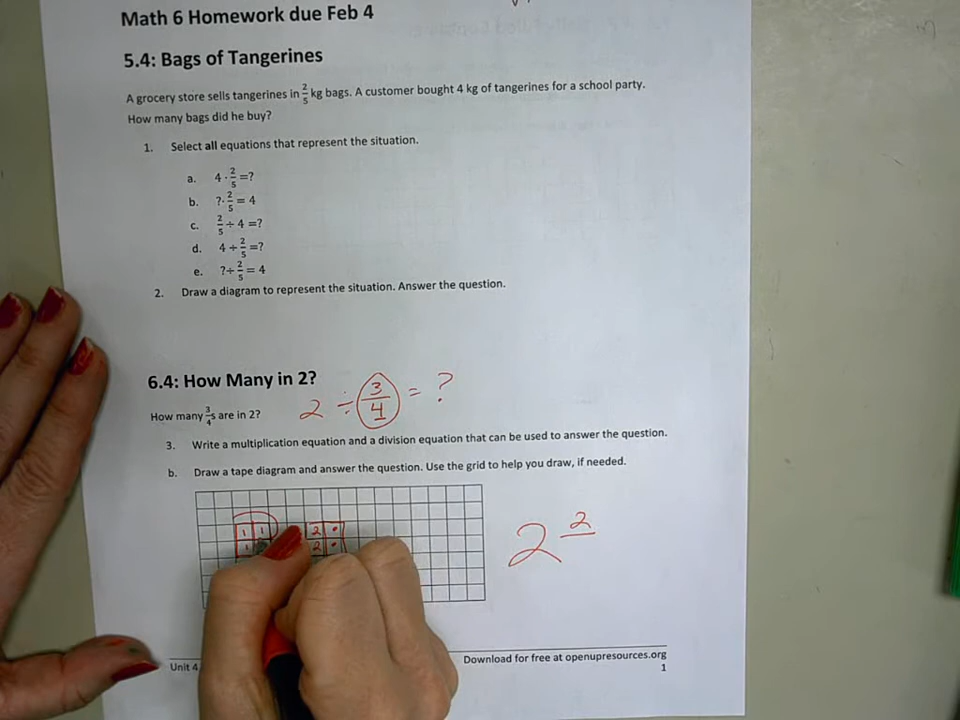 Math 6 Homework due Feb 4
5.4: Bags of Tangerines
A grocery store sells tangerines in 2/5 kg bags. A customer bought 4 kg of tangerines for a school party.
How many bags did he buy?
1. Select all equations that represent the situation.
a. 4 · 2/5 =?
b. ?· 2/5 = 4
c. 2/5 ÷ 4 =?
d. 4 ÷ 2/5 =?
e. ?÷ 2/5 = 4
2. Draw a diagram to represent the situation. Answer the question.
6.4: How Many in 2?
2 ÷ 3/4 = ?
How many 3/4s are in 2?
3. Write a multiplication equation and a division equation that can be used to answer the question.
b. Draw a tape diagram and answer the question. Use the grid to help you draw, if needed.
1 1 2
1 2
2 2
Unit 4
Download for free at openupresources.org
1